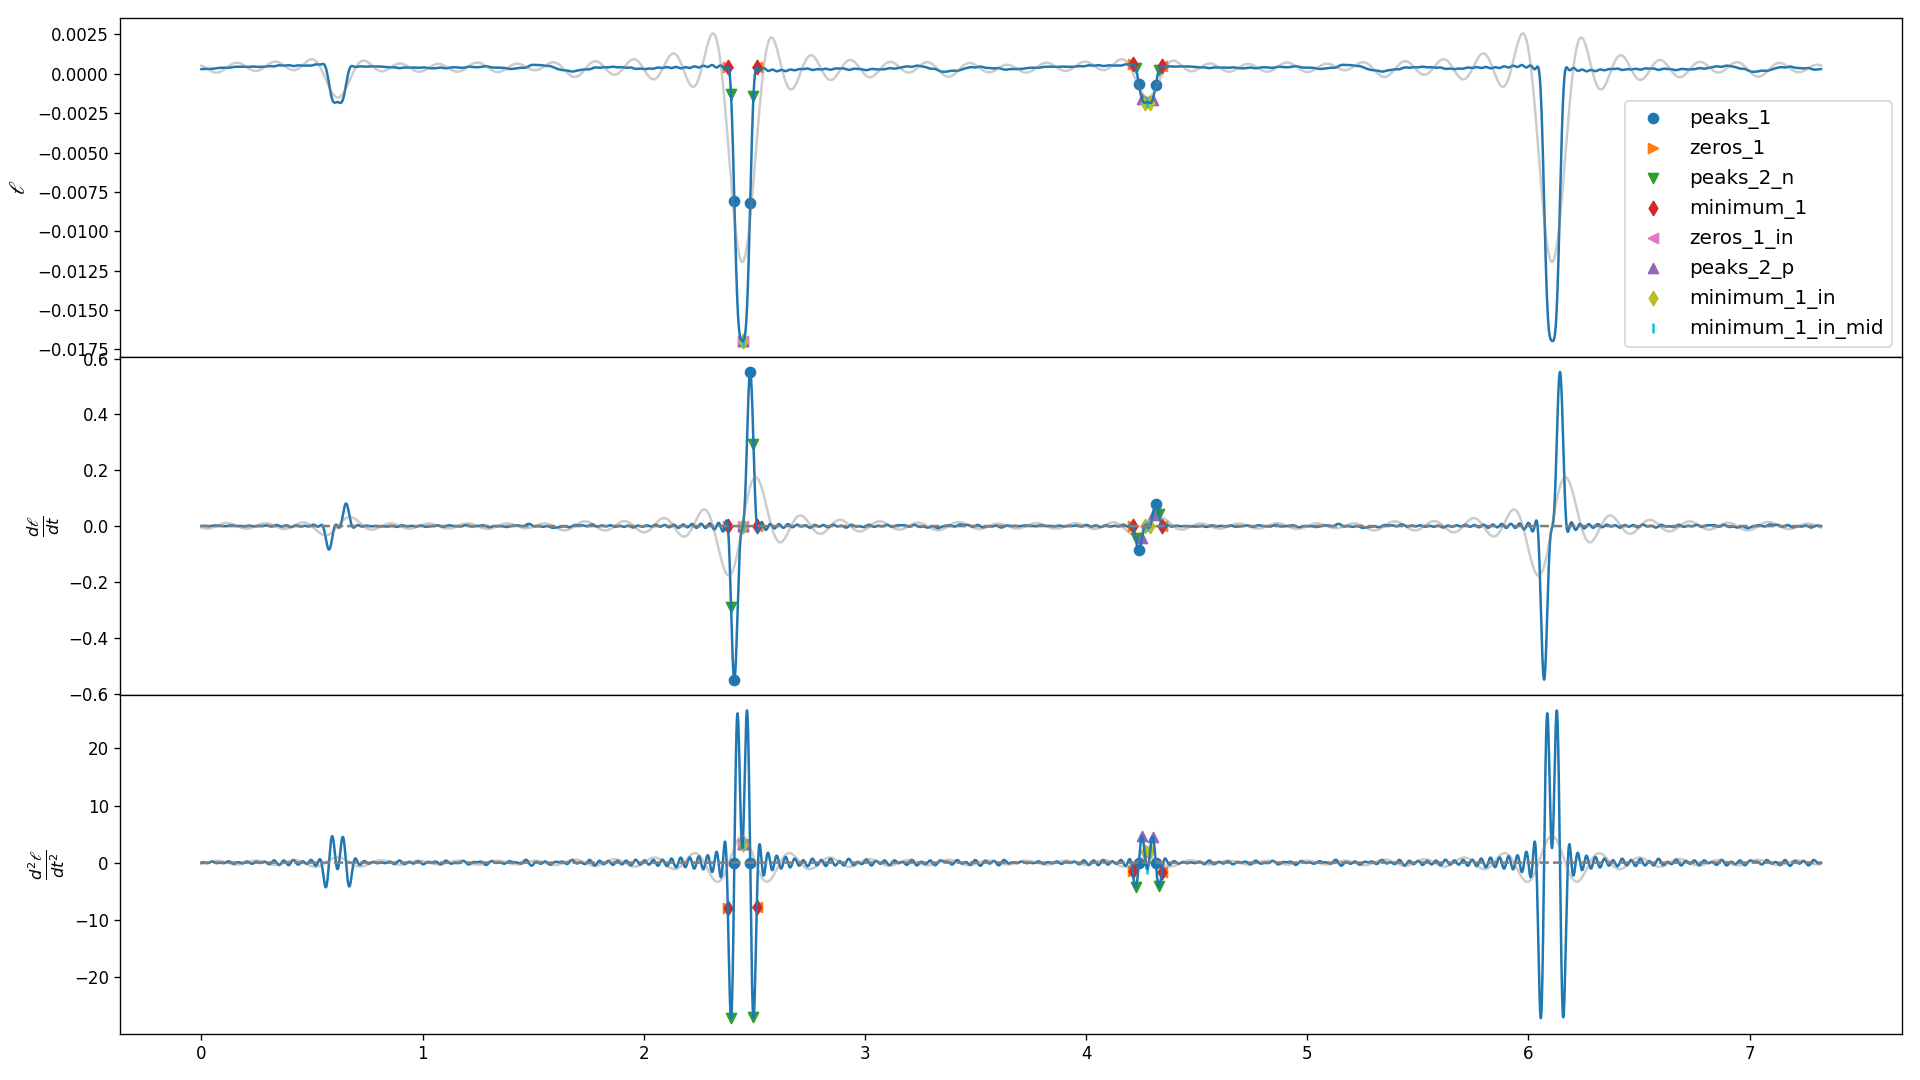 0.0025
0.0000
−0.0025
−0.0050
−0.0075
−0.0100
−0.0125
−0.0150
−0.0175
ℓ
peaks_1
zeros_1
peaks_2_n
minimum_1
zeros_1_in
peaks_2_p
minimum_1_in
minimum_1_in_mid
0.6
0.4
0.2
0.0
−0.2
−0.4
−0.6
dℓ
dt
20
10
0
−10
−20
d²ℓ
dt²
0 1 2 3 4 5 6 7